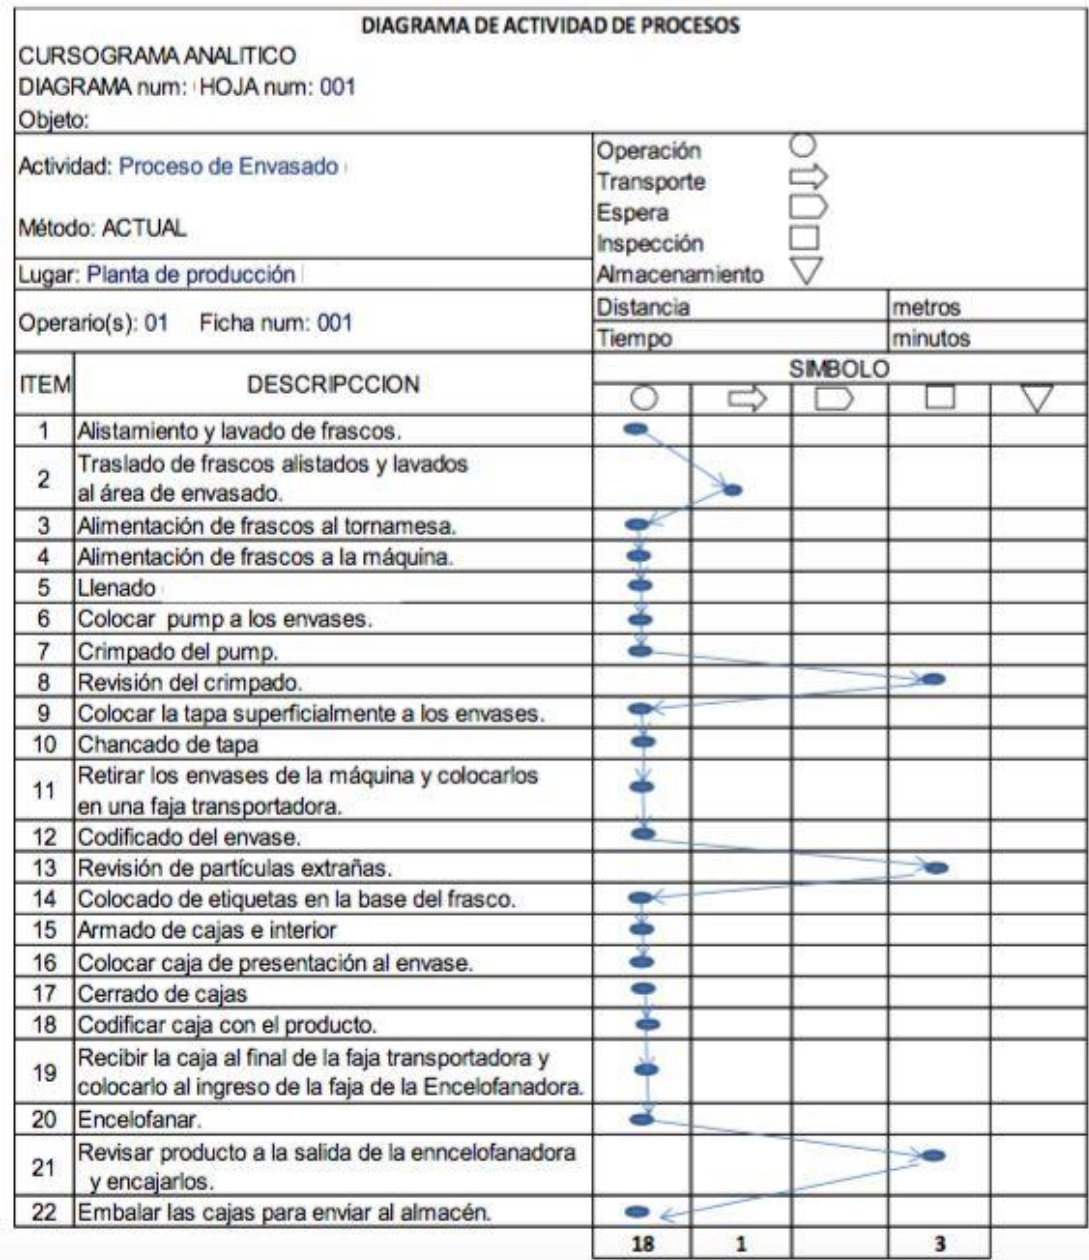 DIAGRAMA DE ACTIVIDAD DE PROCESOS
CURSOGRAMA ANALITICO
DIAGRAMA num: HOJA num: 001
Objeto:
Actividad: Proceso de Envasado
Método: ACTUAL
Lugar: Planta de producción
Operario(s): 01 Ficha num: 001
Operación
Transporte
Espera
Inspección
Almacenamiento
Distancia metros
Tiempo minutos
ITEM DESCRIPCCION SIMBOLO
1 Alistamiento y lavado de frascos.
2 Traslado de frascos alistados y lavados
al área de envasado.
3 Alimentación de frascos al tornamesa.
4 Alimentación de frascos a la máquina.
5 Llenado
6 Colocar pump a los envases.
7 Crimpado del pump.
8 Revisión del crimpado.
9 Colocar la tapa superficialmente a los envases.
10 Chancado de tapa
11 Retirar los envases de la máquina y colocarlos
en una faja transportadora.
12 Codificado del envase.
13 Revisión de partículas extrañas.
14 Colocado de etiquetas en la base del frasco.
15 Armado de cajas e interior
16 Colocar caja de presentación al envase.
17 Cerrado de cajas
18 Codificar caja con el producto.
19 Recibir la caja al final de la faja transportadora y
colocarlo al ingreso de la faja de la Encelofanadora.
20 Encelofanar.
21 Revisar producto a la salida de la enncelofanadora
y encajarlos.
22 Embalar las cajas para enviar al almacén.
18 1 3